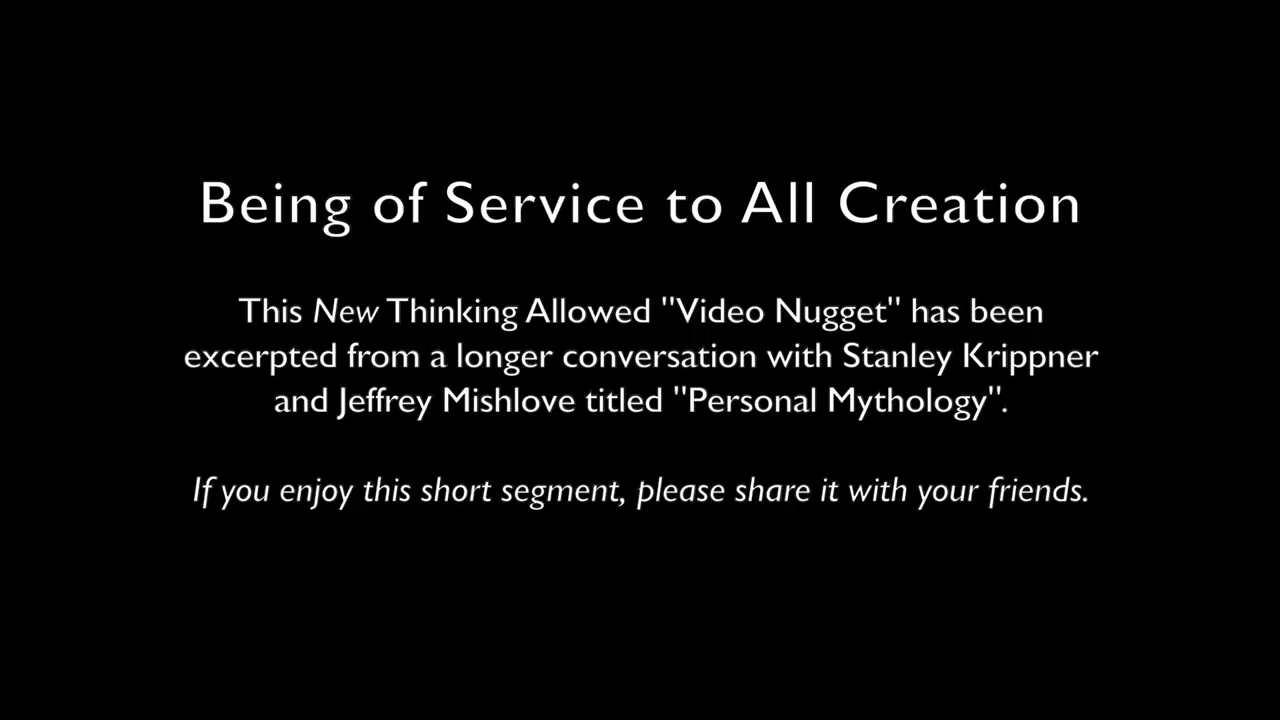 Being of Service to All Creation
This New Thinking Allowed "Video Nugget" has been
excerpted from a longer conversation with Stanley Krippner
and Jeffrey Mishlove titled "Personal Mythology".
If you enjoy this short segment, please share it with your friends.